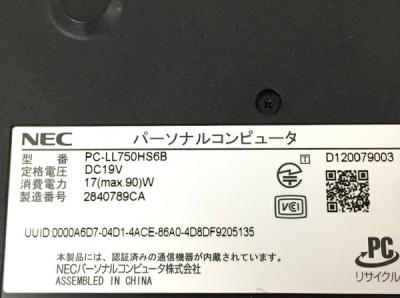 NEC パーソナルコンピュータ
型 番 PC-LL750HS6B
T D120079003
定格電圧 DC19V
消費電力 17(max.90)W
製造番号 2840789CA
VCI
UUID:0000A6D7-04D1-4ACE-86A0-4D8DF9205135
本製品には、認証済みの通信機器が内蔵されています。
NECパーソナルコンピュータ株式会社
ASSEMBLED IN CHINA
PC
リサイクル